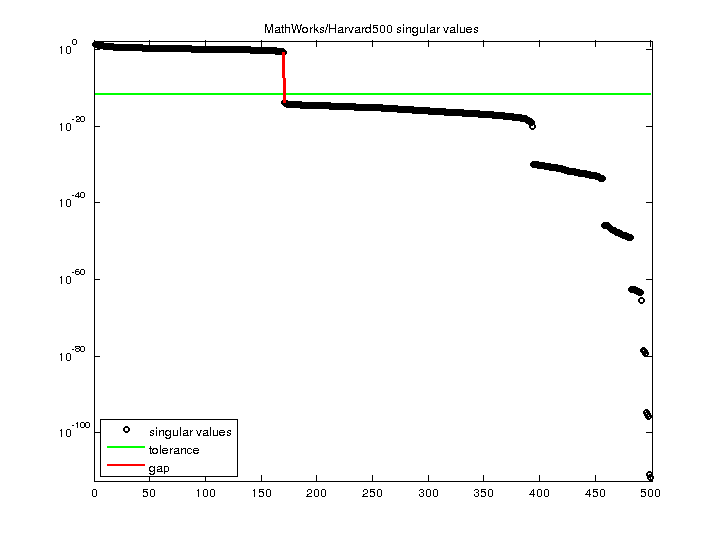 MathWorks/Harvard500 singular values
10^0
10^-20
10^-40
10^-60
10^-80
10^-100
singular values
tolerance
gap
0 50 100 150 200 250 300 350 400 450 500